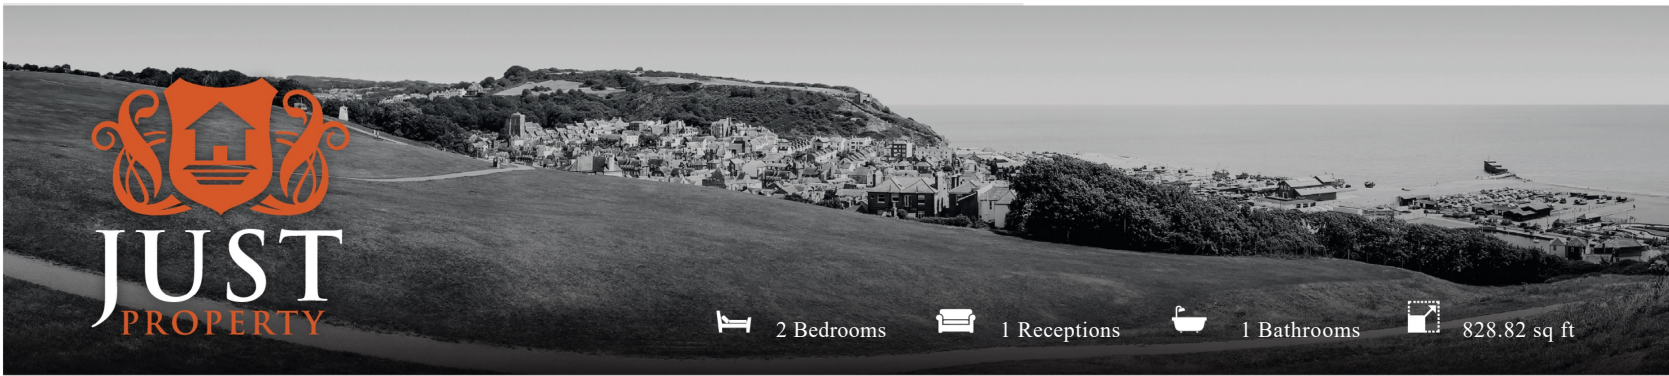 JUST
PROPERTY
2 Bedrooms 1 Receptions 1 Bathrooms 828.82 sq ft